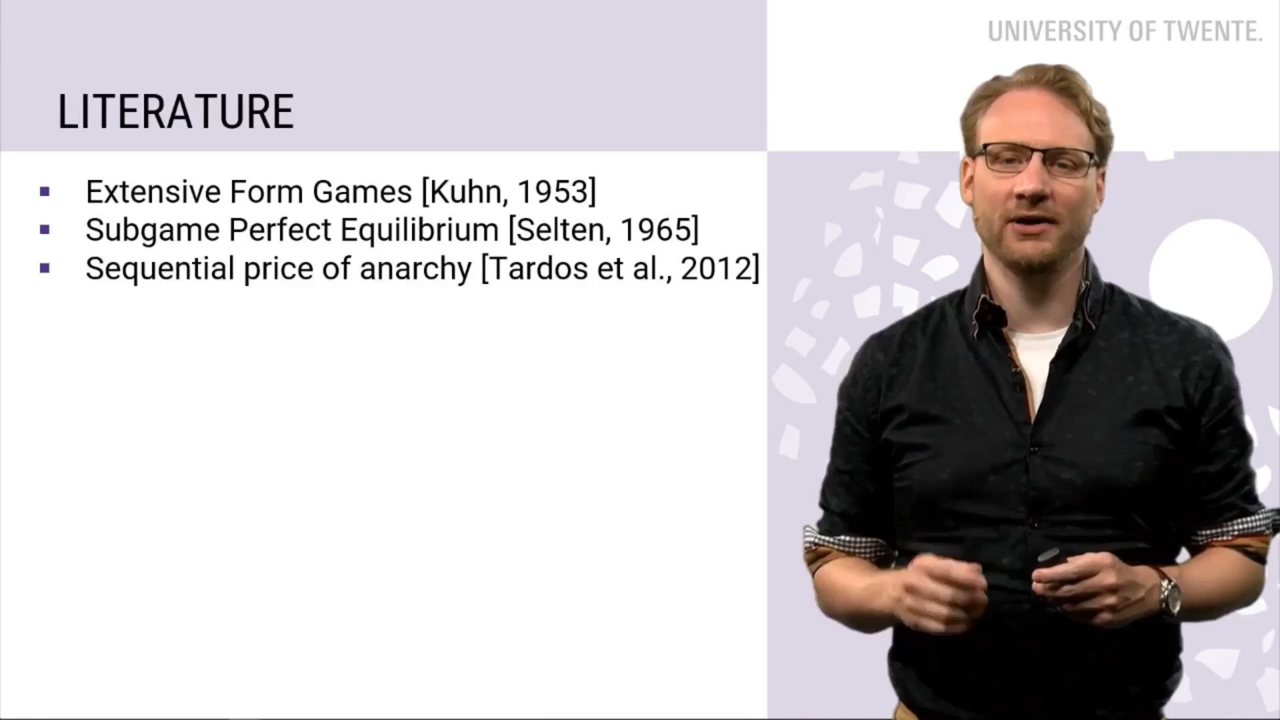 UNIVERSITY OF TWENTE.
LITERATURE
▪ Extensive Form Games [Kuhn, 1953]
▪ Subgame Perfect Equilibrium [Selten, 1965]
▪ Sequential price of anarchy [Tardos et al., 2012]